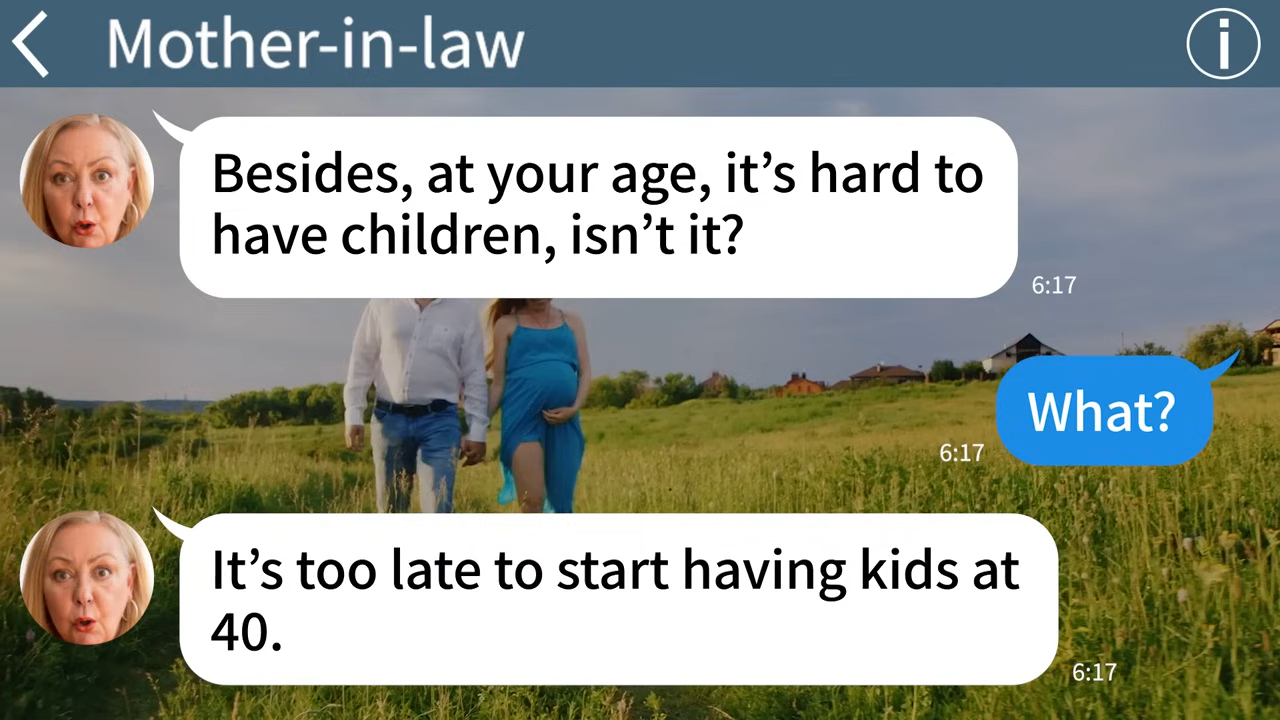 Mother-in-law
Besides, at your age, it’s hard to
have children, isn’t it?
6:17
What?
6:17
It’s too late to start having kids at
40.
6:17